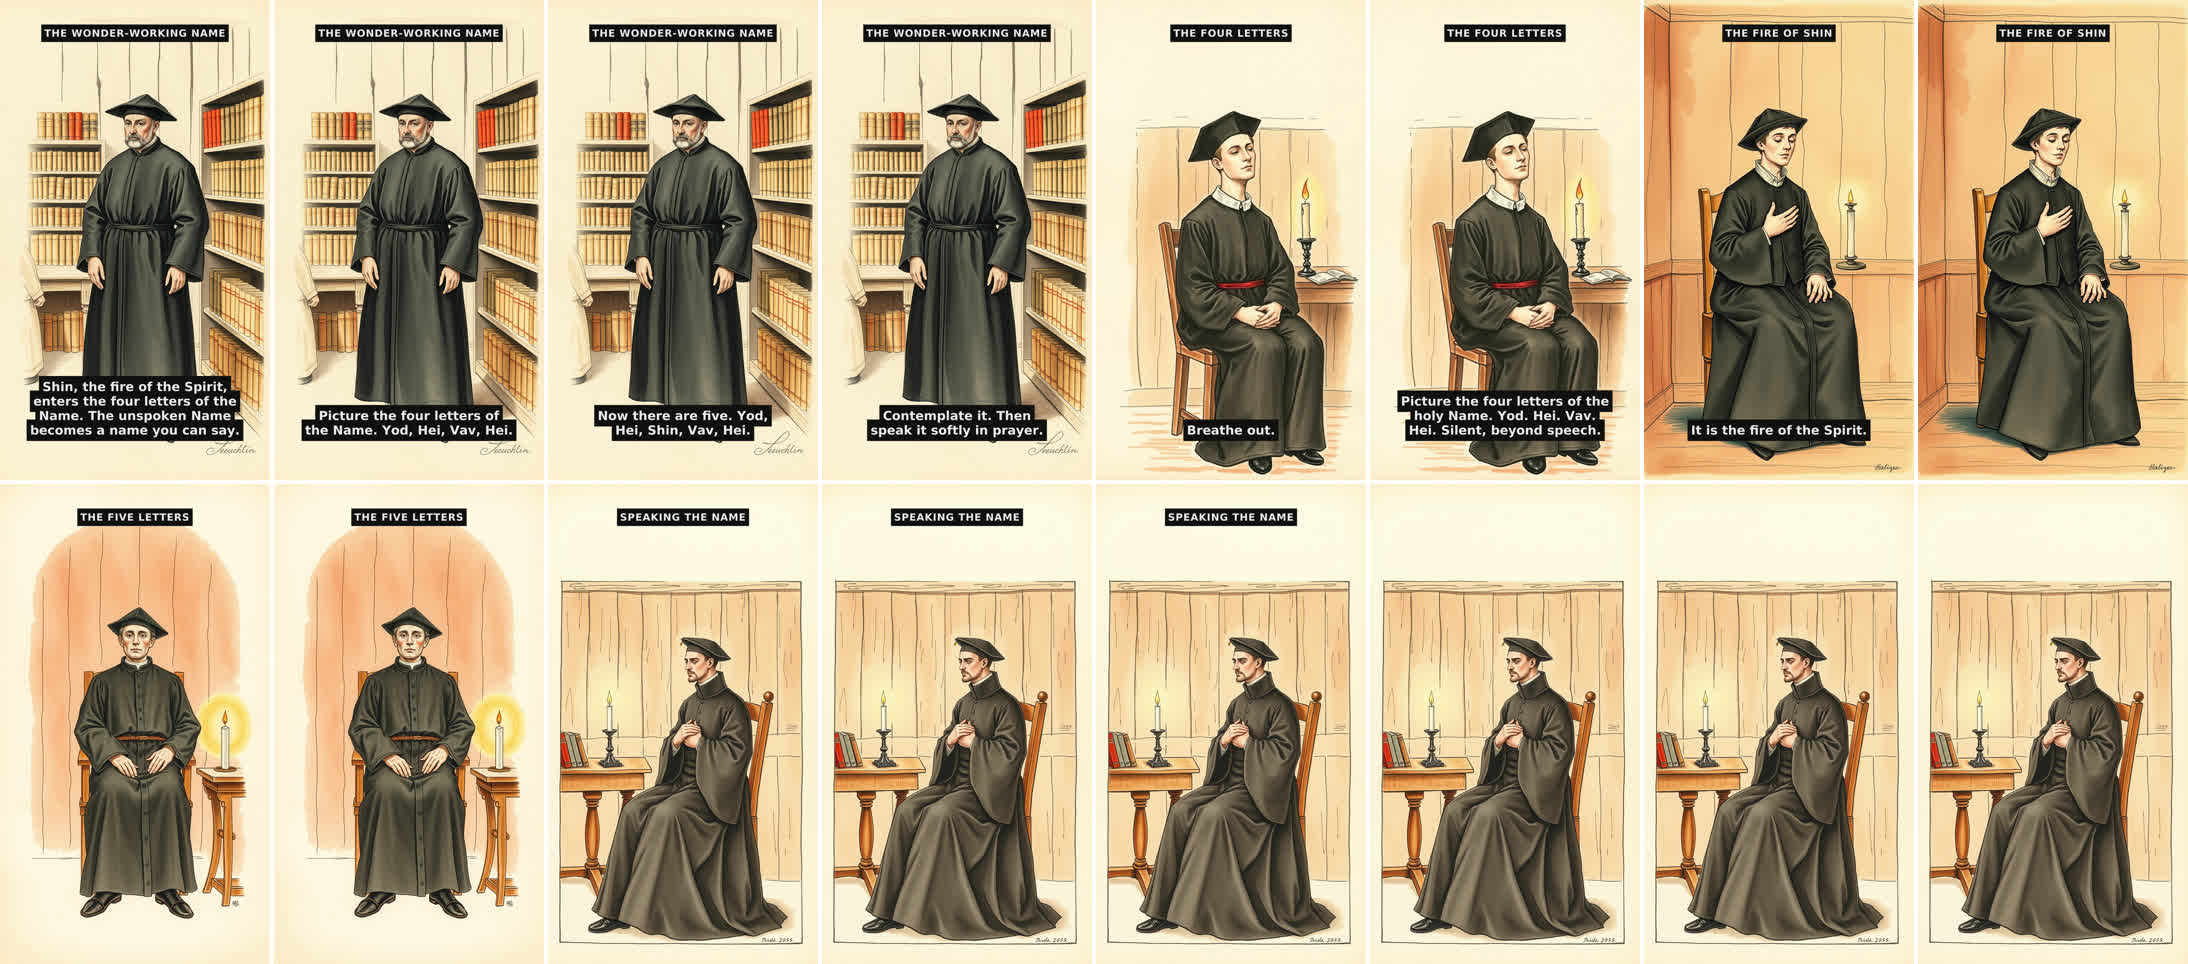 THE WONDER-WORKING NAME
Shin, the fire of the Spirit,
enters the four letters of the
Name. The unspoken Name
becomes a name you can say.
THE WONDER-WORKING NAME
Picture the four letters of
the Name. Yod, Hei, Vav, Hei.
THE WONDER-WORKING NAME
Now there are five. Yod,
Hei, Shin, Vav, Hei.
THE WONDER-WORKING NAME
Contemplate it. Then
speak it softly in prayer.
THE FOUR LETTERS
Breathe out.
THE FOUR LETTERS
Picture the four letters of the
holy Name. Yod. Hei. Vav.
Hei. Silent, beyond speech.
THE FIRE OF SHIN
It is the fire of the Spirit.
THE FIRE OF SHIN
THE FIVE LETTERS
THE FIVE LETTERS
SPEAKING THE NAME
SPEAKING THE NAME
SPEAKING THE NAME